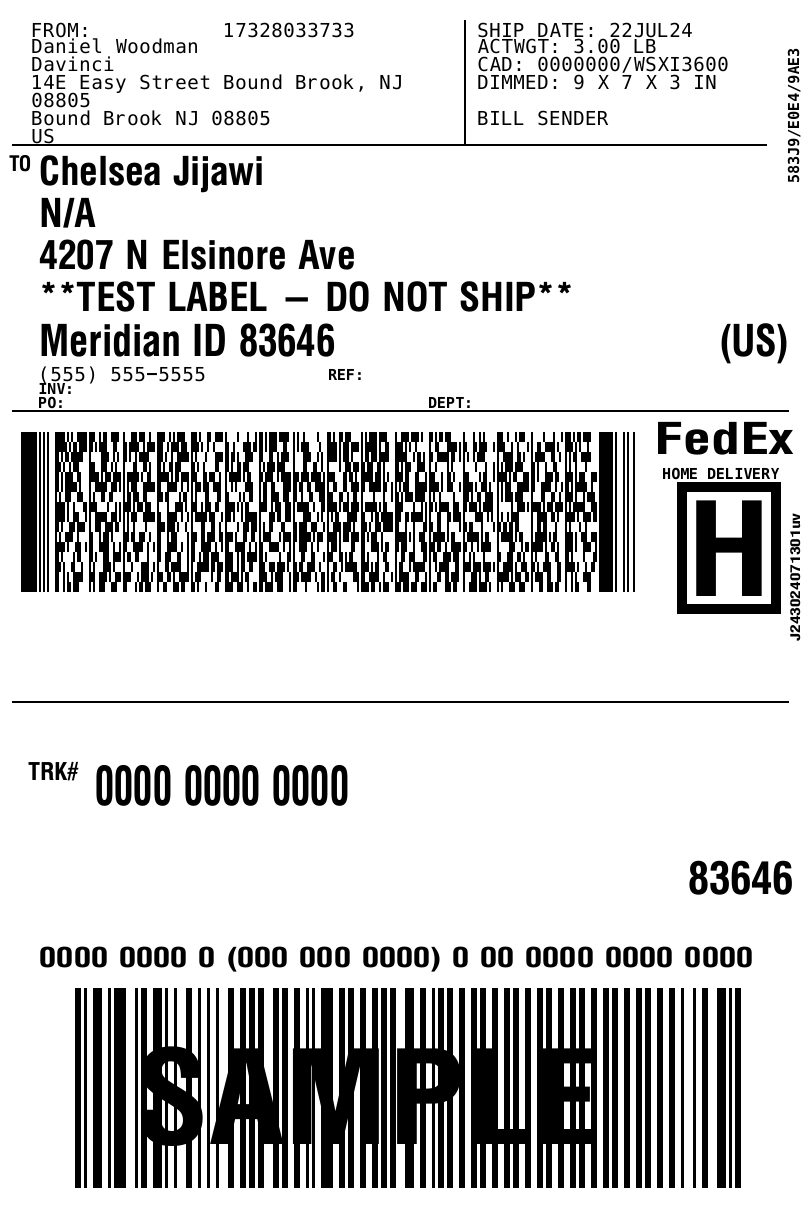 FROM: 17328033733
Daniel Woodman
Davinci
14E Easy Street Bound Brook, NJ
08805
Bound Brook NJ 08805
US
SHIP DATE: 22JUL24
ACTWGT: 3.00 LB
CAD: 0000000/WSXI3600
DIMMED: 9 X 7 X 3 IN
BILL SENDER
583J9/E0E4/9AE3
TO Chelsea Jijawi
N/A
4207 N Elsinore Ave
**TEST LABEL – DO NOT SHIP**
Meridian ID 83646 (US)
(555) 555-5555 REF:
INV:
PO: DEPT:
FedEx
HOME DELIVERY
H
J243024071301uv
TRK# 0000 0000 0000
83646
0000 0000 0 (000 000 0000) 0 00 0000 0000 0000
SAMPLE